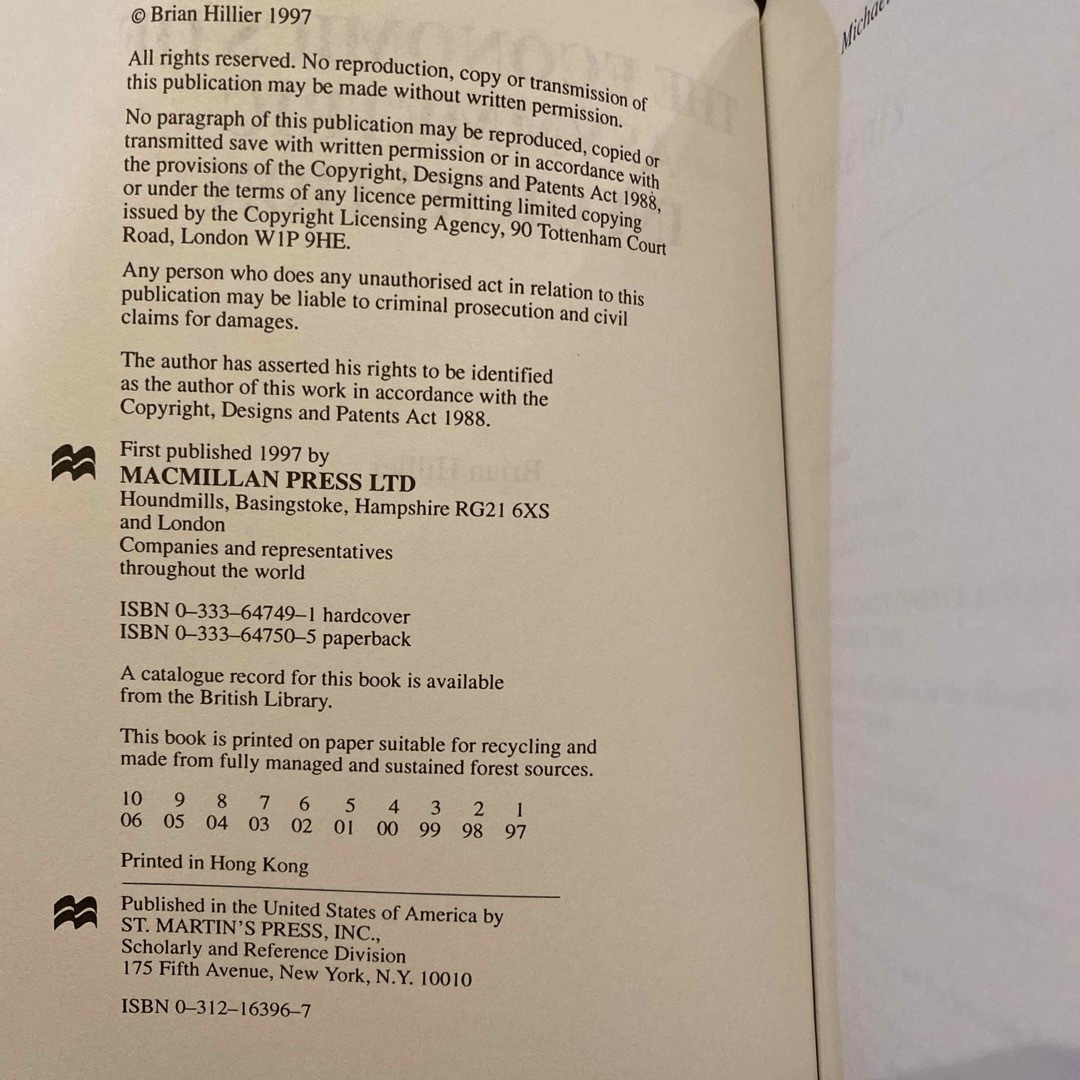 © Brian Hillier 1997
All rights reserved. No reproduction, copy or transmission of
this publication may be made without written permission.
No paragraph of this publication may be reproduced, copied or
transmitted save with written permission or in accordance with
the provisions of the Copyright, Designs and Patents Act 1988,
or under the terms of any licence permitting limited copying
issued by the Copyright Licensing Agency, 90 Tottenham Court
Road, London W1P 9HE.
Any person who does any unauthorised act in relation to this
publication may be liable to criminal prosecution and civil
claims for damages.
The author has asserted his rights to be identified
as the author of this work in accordance with the
Copyright, Designs and Patents Act 1988.
First published 1997 by
MACMILLAN PRESS LTD
Houndmills, Basingstoke, Hampshire RG21 6XS
and London
Companies and representatives
throughout the world
ISBN 0–333–64749–1 hardcover
ISBN 0–333–64750–5 paperback
A catalogue record for this book is available
from the British Library.
This book is printed on paper suitable for recycling and
made from fully managed and sustained forest sources.
10 9 8 7 6 5 4 3 2 1
06 05 04 03 02 01 00 99 98 97
Printed in Hong Kong
Published in the United States of America by
ST. MARTIN'S PRESS, INC.,
Scholarly and Reference Division
175 Fifth Avenue, New York, N.Y. 10010
ISBN 0–312–16396–7